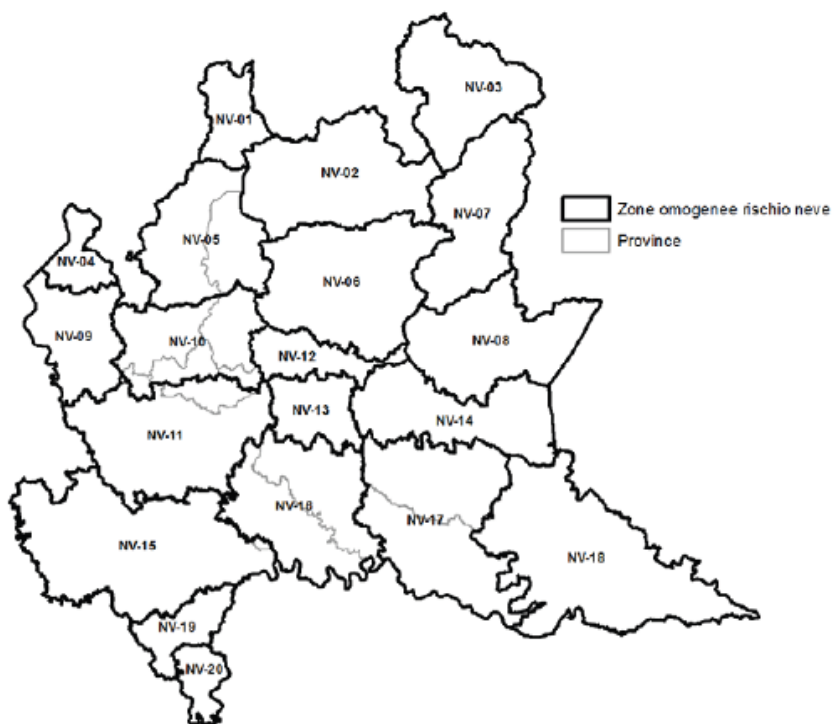 NV-03
NV-01
NV-02
NV-07
Zone omogenee rischio neve
NV-05
Province
NV-04
NV-06
NV-09
NV-10
NV-08
NV-12
NV-13
NV-14
NV-11
NV-16
NV-17
NV-15
NV-18
NV-19
NV-20